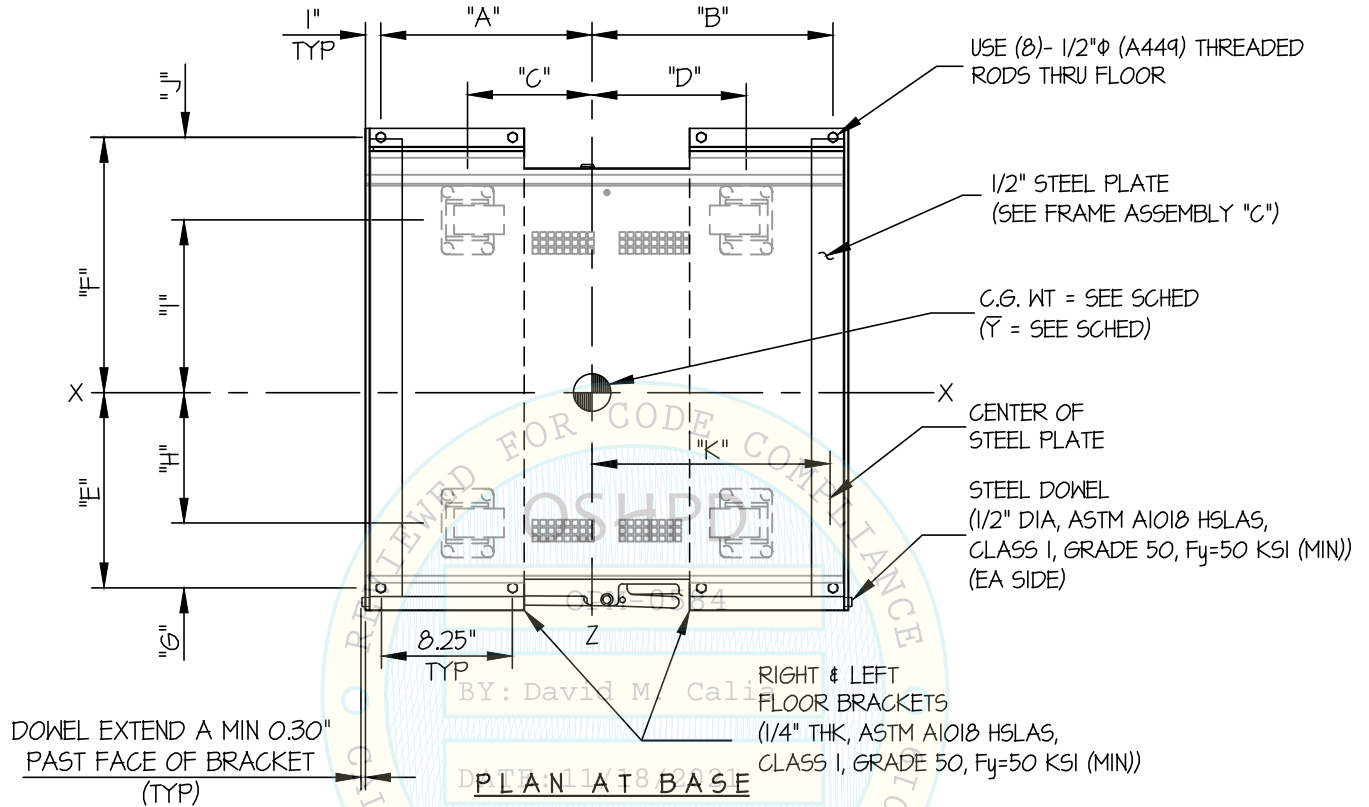 1"
TYP
"A"
"B"
"C"
"D"
USE (8)- 1/2"Φ (A449) THREADED
RODS THRU FLOOR
"J"
1/2" STEEL PLATE
(SEE FRAME ASSEMBLY "C")
"F"
"I"
C.G. WT = SEE SCHED
(Y̅ = SEE SCHED)
X
X
CENTER OF
STEEL PLATE
"K"
"H"
"E"
STEEL DOWEL
(1/2" DIA, ASTM A1018 HSLAS,
CLASS 1, GRADE 50, Fy=50 KSI (MIN))
(EA SIDE)
REVIEWED FOR CODE COMPLIANCE
OSHPD
Z
"G"
8.25"
TYP
BY: David M. Calia
RIGHT & LEFT
FLOOR BRACKETS
(1/4" THK, ASTM A1018 HSLAS,
CLASS 1, GRADE 50, Fy=50 KSI (MIN))
DOWEL EXTEND A MIN 0.30"
PAST FACE OF BRACKET
(TYP)
DATE: 11/18/2021
PLAN AT BASE